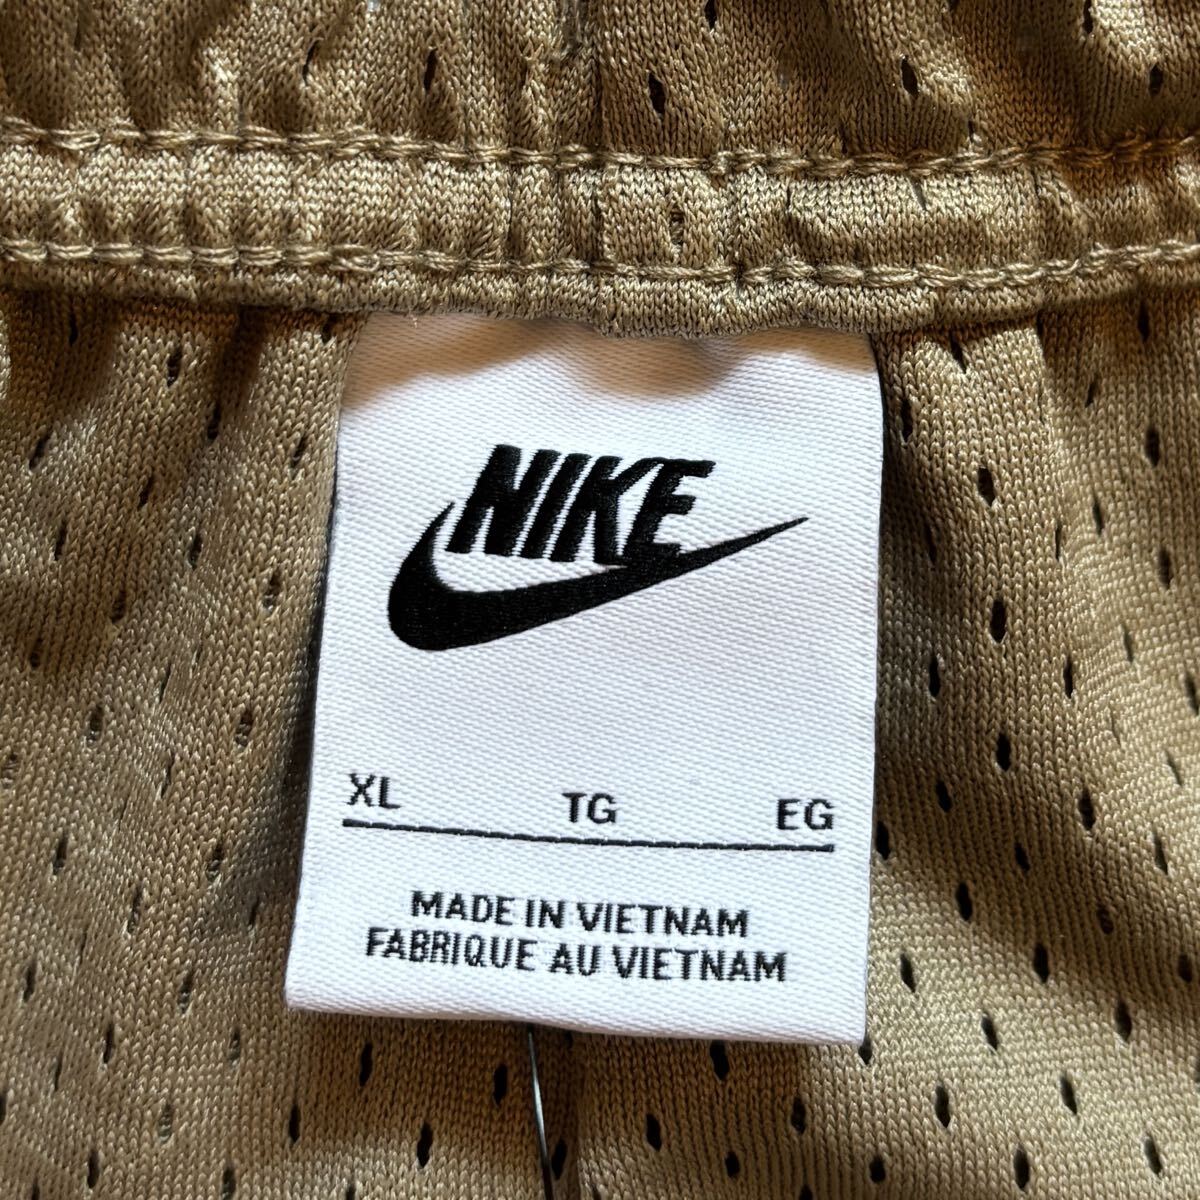 NIKE
XL TG EG
MADE IN VIETNAM
FABRIQUE AU VIETNAM